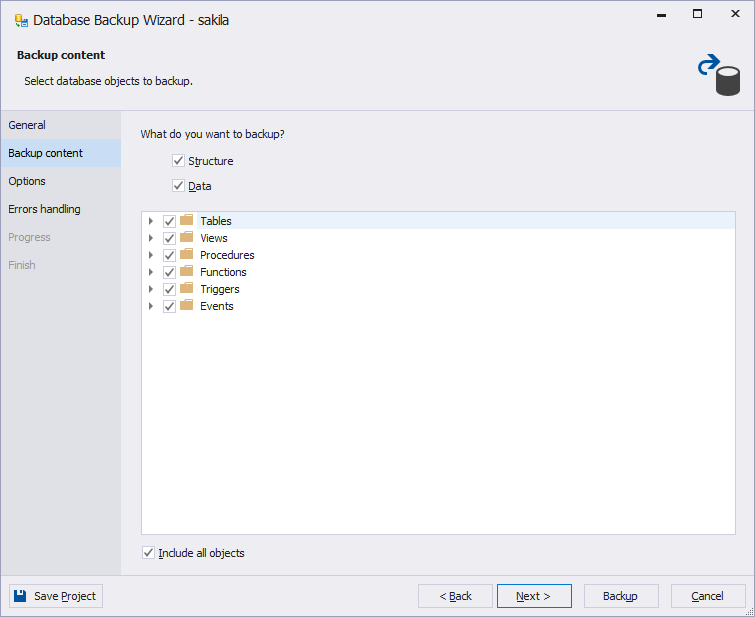 Database Backup Wizard - sakila
Backup content
Select database objects to backup.
General
Backup content
Options
Errors handling
Progress
Finish
What do you want to backup?
Structure
Data
Tables
Views
Procedures
Functions
Triggers
Events
Include all objects
Save Project
< Back
Next >
Backup
Cancel